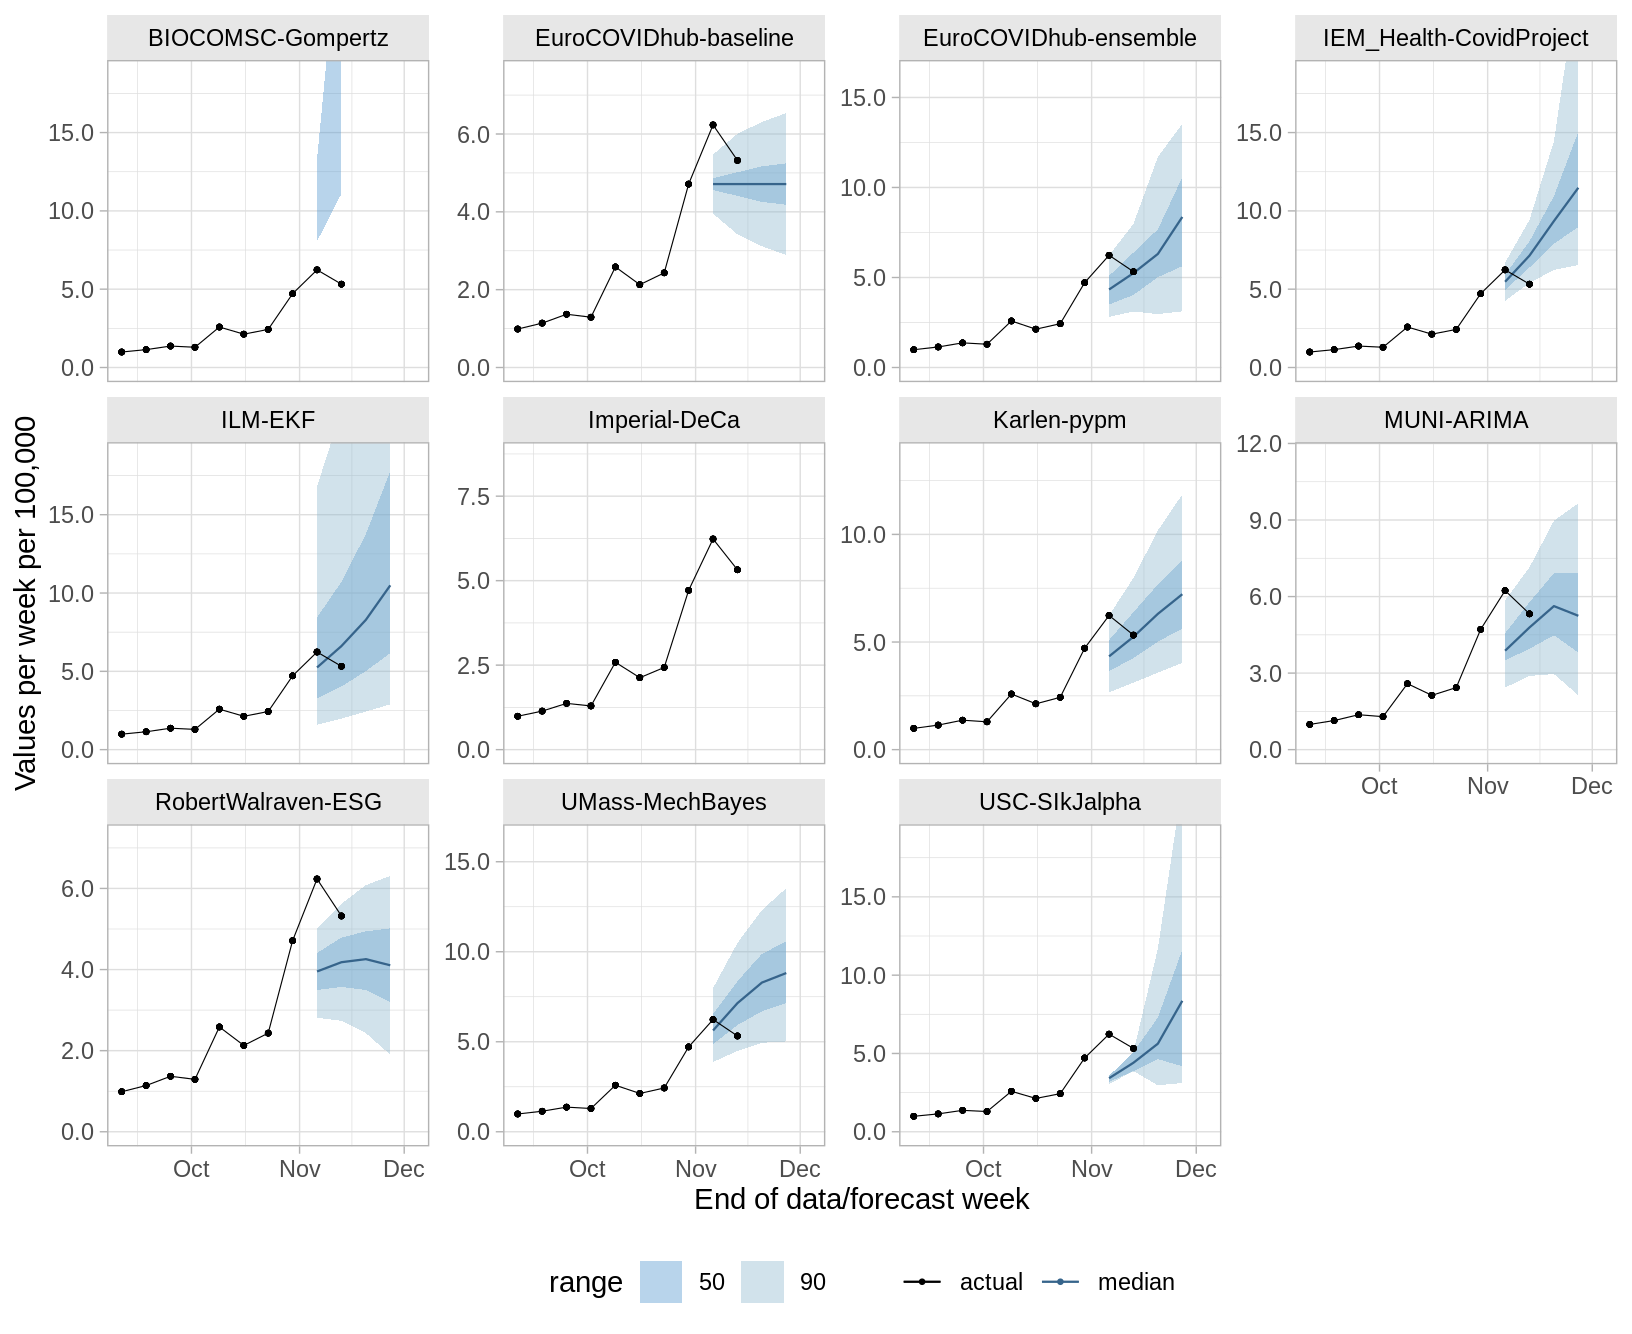 BIOCOMSC-Gompertz EuroCOVIDhub-baseline EuroCOVIDhub-ensemble IEM_Health-CovidProject
15.0 10.0 5.0 0.0
6.0 4.0 2.0 0.0
15.0 10.0 5.0 0.0
15.0 10.0 5.0 0.0
ILM-EKF Imperial-DeCa Karlen-pypm MUNI-ARIMA
15.0 10.0 5.0 0.0
7.5 5.0 2.5 0.0
10.0 5.0 0.0
12.0 9.0 6.0 3.0 0.0
Oct Nov Dec
Values per week per 100,000
RobertWalraven-ESG UMass-MechBayes USC-SIkJalpha
6.0 4.0 2.0 0.0
15.0 10.0 5.0 0.0
15.0 10.0 5.0 0.0
Oct Nov Dec Oct Nov Dec Oct Nov Dec
End of data/forecast week
range 50 90 actual median